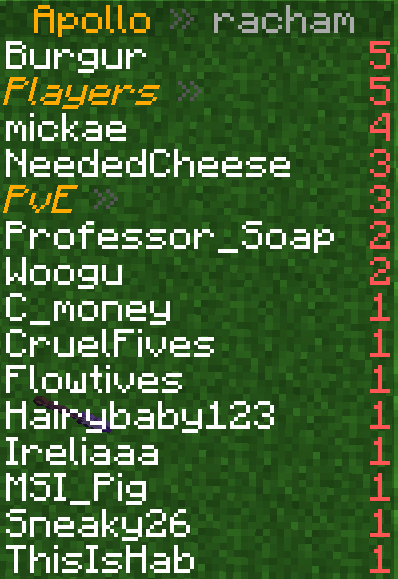 Apollo » racham
Burgur 5
Players » 5
mickae 4
NeededCheese 3
PvE » 3
Professor_Soap 2
Woogu 2
C_money 1
CruelFives 1
Flowtives 1
Hairybaby123 1
Ireliaaa 1
MSI_Pig 1
Sneaky26 1
ThisIsHab 1